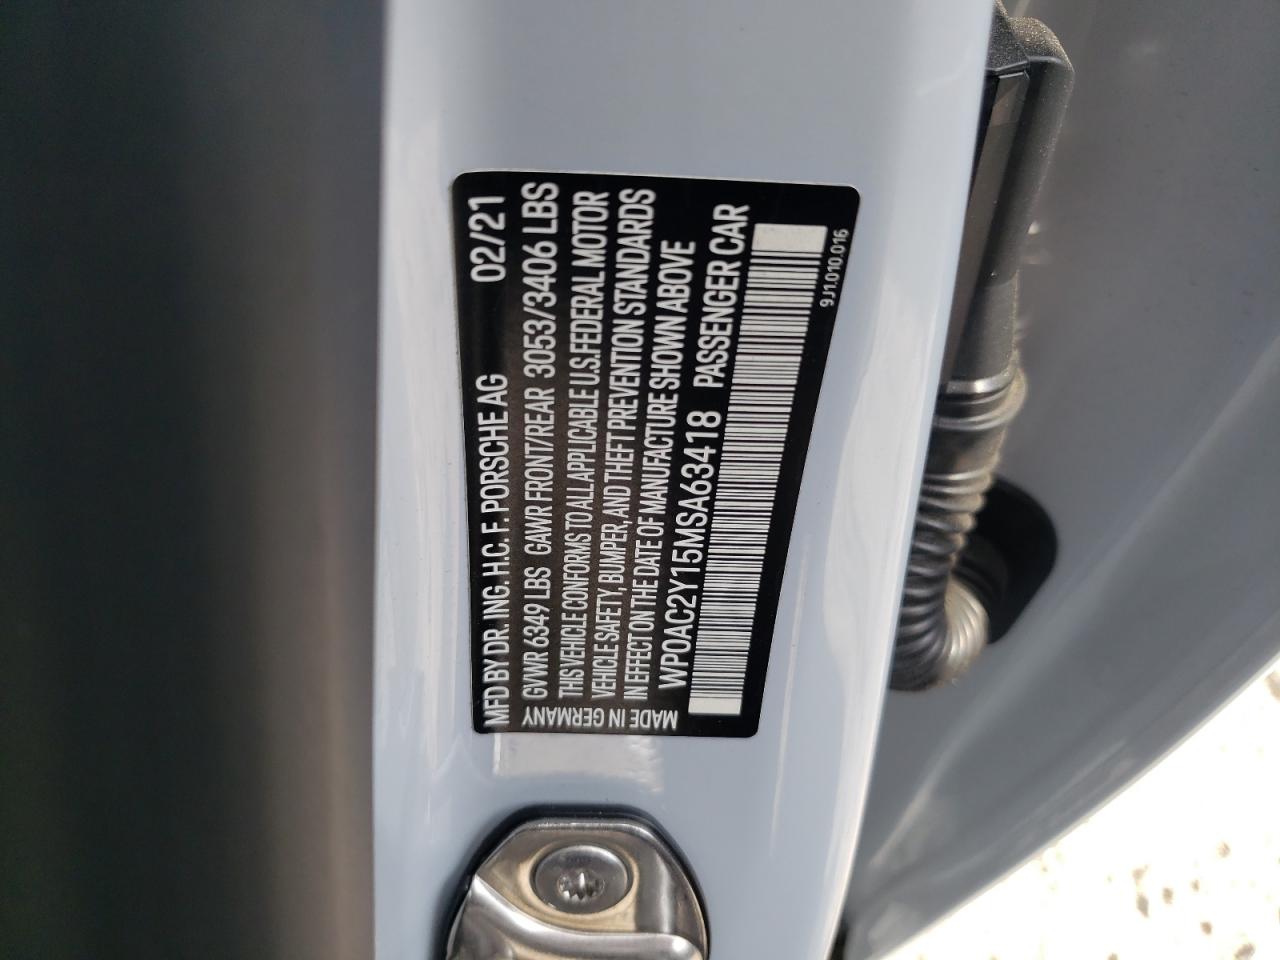 MFD BY DR. ING. H.C. F. PORSCHE AG 02/21
GVWR 6349 LBS GAWR FRONT/REAR 3053/3406 LBS
THIS VEHICLE CONFORMS TO ALL APPLICABLE U.S. FEDERAL MOTOR
VEHICLE SAFETY, BUMPER, AND THEFT PREVENTION STANDARDS
IN EFFECT ON THE DATE OF MANUFACTURE SHOWN ABOVE
WP0AC2Y15MSA63418 PASSENGER CAR
MADE IN GERMANY
9J1.010.016